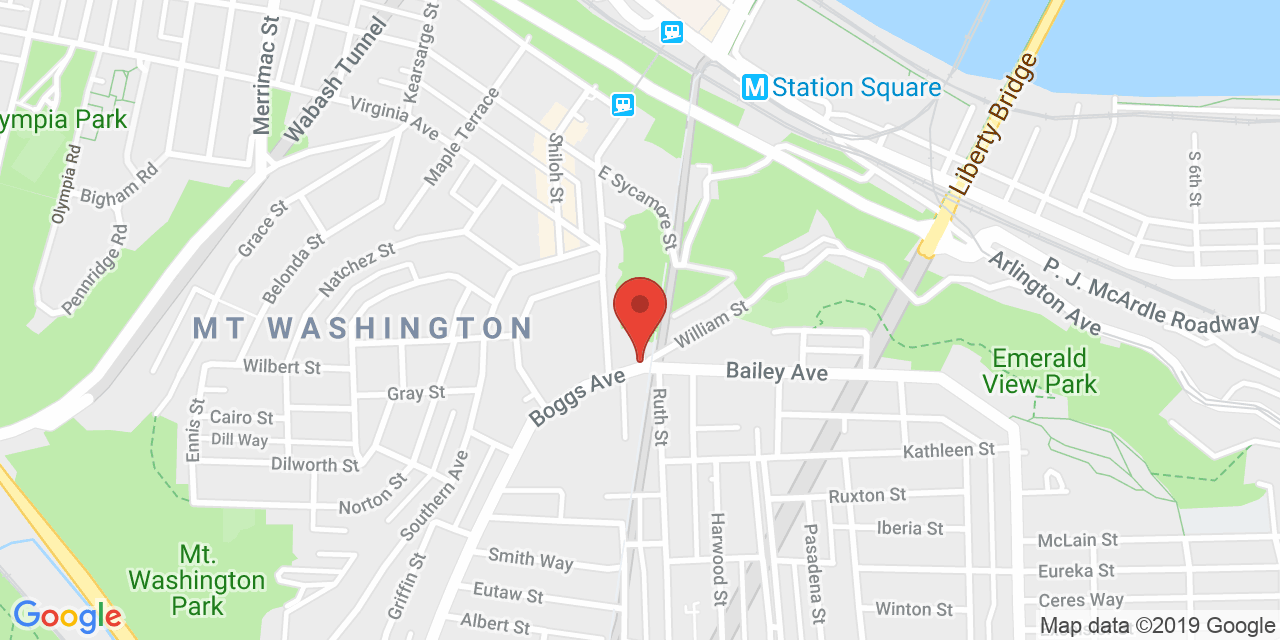 Merrimac St
Wabash Tunnel
Kearsarge St
Station Square
M
Liberty Bridge
ympia Park
Virginia Ave
Maple Terrace
Shiloh St
Olympia Rd
Bigham Rd
E Sycamore St
S 6th St
Grace St
Pennridge Rd
Belonda St
Natchez St
Arlington Ave
P. J. McArdle Roadway
MT WASHINGTON
William St
Emerald
View Park
Wilbert St
Gray St
Boggs Ave
Bailey Ave
Ruth St
Ennis St
Cairo St
Dill Way
Dilworth St
Kathleen St
Norton St
Southern Ave
Ruxton St
Iberia St
Harwood St
Pasadena St
McLain St
Mt.
Washington
Park
Smith Way
Griffin St
Eutaw St
Albert St
Eureka St
Ceres Way
Winton St
Google
Map data ©2019 Google